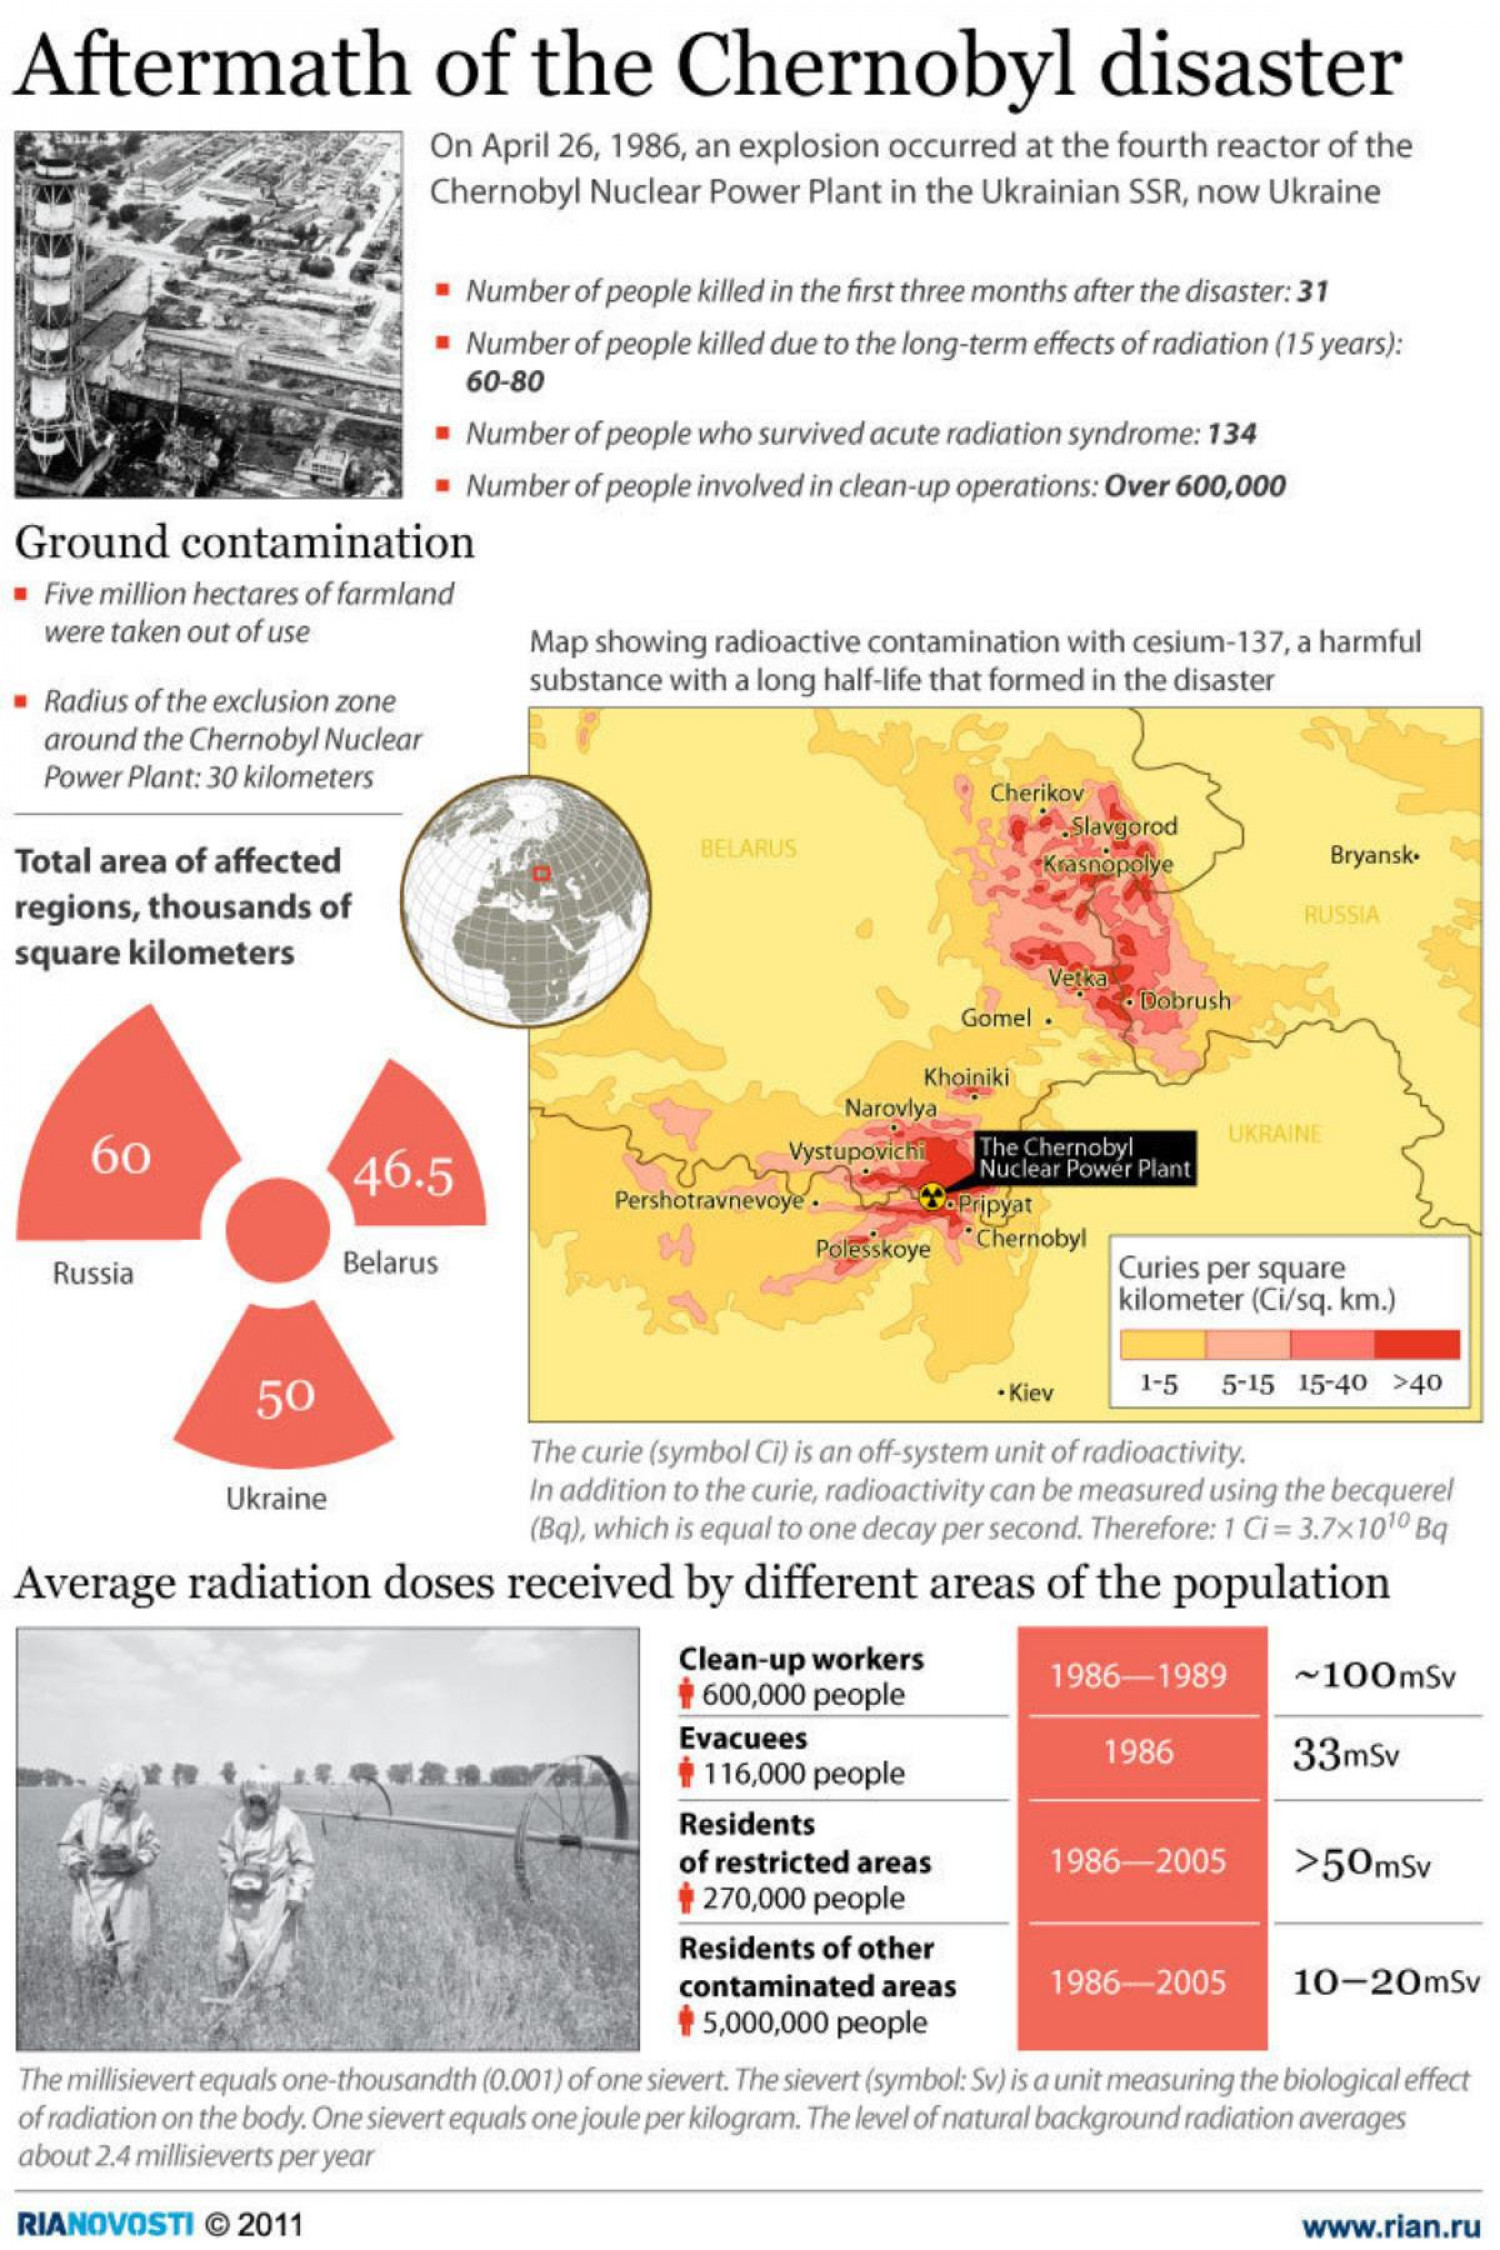 Aftermath of the Chernobyl disaster
On April 26, 1986, an explosion occurred at the fourth reactor of the
Chernobyl Nuclear Power Plant in the Ukrainian SSR, now Ukraine
Number of people killed in the first three months after the disaster: 31
Number of people killed due to the long-term effects of radiation (15 years):
60-80
Number of people who survived acute radiation syndrome: 134
Number of people involved in clean-up operations: Over 600,000
Ground contamination
Five million hectares of farmland
were taken out of use
Radius of the exclusion zone
around the Chernobyl Nuclear
Power Plant: 30 kilometers
Total area of affected
regions, thousands of
square kilometers
60
Russia
46.5
Belarus
50
Ukraine
Map showing radioactive contamination with cesium-137, a harmful
substance with a long half-life that formed in the disaster
Cherikov
Slavgorod
BELARUS
Krasnopolye
Bryansk
RUSSIA
Vetka
Dobrush
Gomel
Khoiniki
Narovlya
UKRAINE
Vystupovichi
The Chernobyl
Nuclear Power Plant
Pershotravnevoye
Pripyat
Chernobyl
Polesskoye
Kiev
Curies per square
kilometer (Ci/sq. km.)
1-5 5-15 15-40 >40
The curie (symbol Ci) is an off-system unit of radioactivity.
In addition to the curie, radioactivity can be measured using the becquerel
(Bq), which is equal to one decay per second. Therefore: 1 Ci = 3.7×10¹⁰ Bq
Average radiation doses received by different areas of the population
Clean-up workers
600,000 people
1986—1989
~100mSv
Evacuees
116,000 people
1986
33mSv
Residents
of restricted areas
270,000 people
1986—2005
>50mSv
Residents of other
contaminated areas
5,000,000 people
1986—2005
10—20mSv
The millisievert equals one-thousandth (0.001) of one sievert. The sievert (symbol: Sv) is a unit measuring the biological effect
of radiation on the body. One sievert equals one joule per kilogram. The level of natural background radiation averages
about 2.4 millisieverts per year
RIANOVOSTI © 2011
www.rian.ru